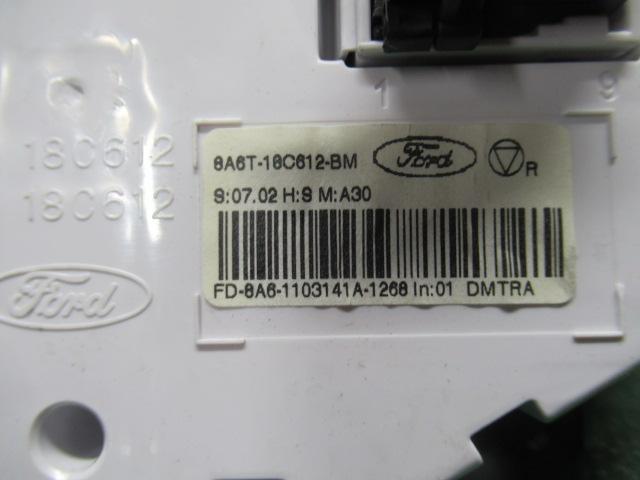 1 9
18C612
18C612
Ford
8A6T-18C612-BM Ford R
S:07.02 H:S M:A30
FD-8A6-1103141A-1268 In:01 DMTRA